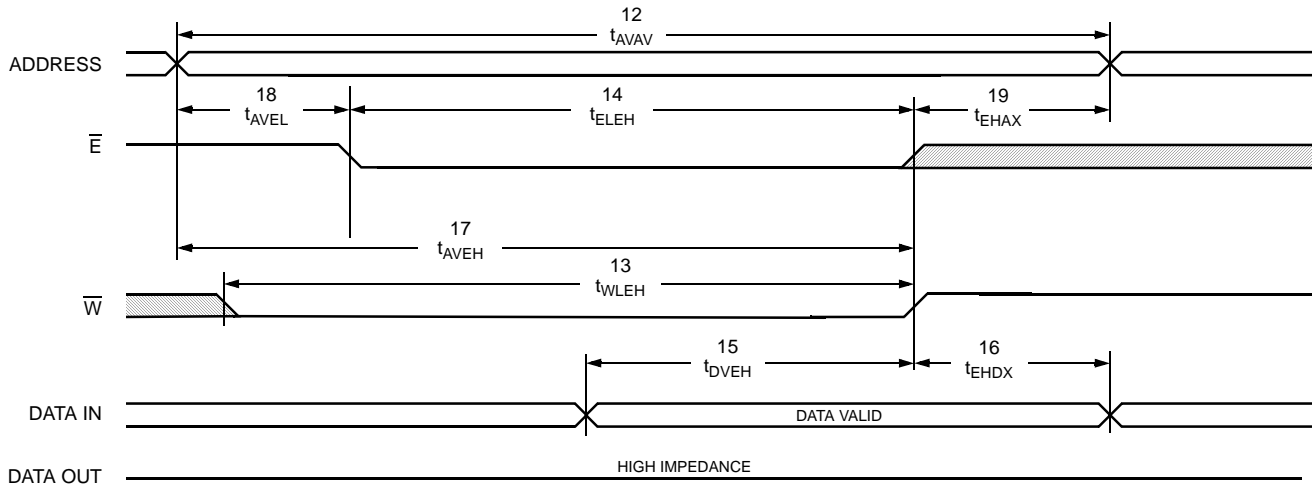 12
tAVAV
ADDRESS
18
tAVEL
14
tELEH
19
tEHAX
E̅
17
tAVEH
13
tWLEH
W̅
15
tDVEH
16
tEHDX
DATA IN
DATA VALID
DATA OUT
HIGH IMPEDANCE